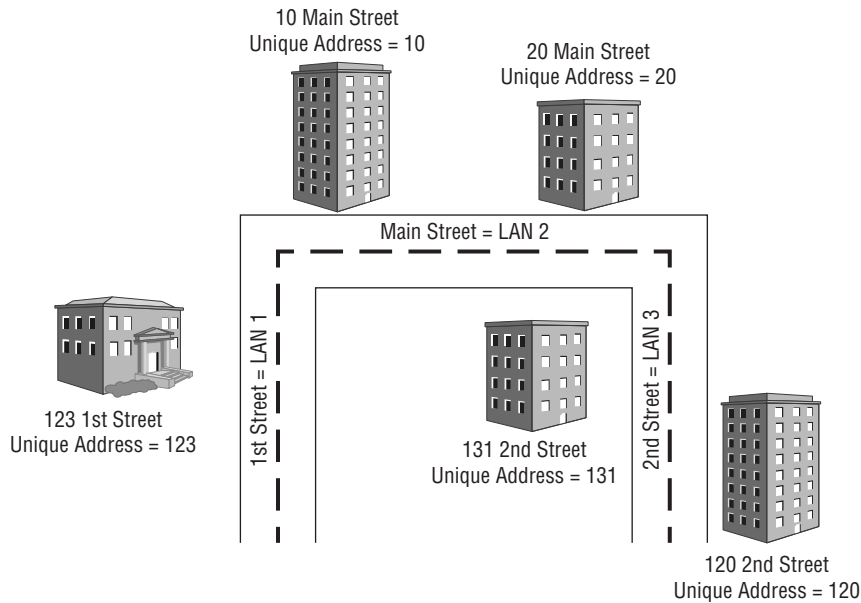 10 Main Street
Unique Address = 10
20 Main Street
Unique Address = 20
Main Street = LAN 2
1st Street = LAN 1
2nd Street = LAN 3
123 1st Street
Unique Address = 123
131 2nd Street
Unique Address = 131
120 2nd Street
Unique Address = 120